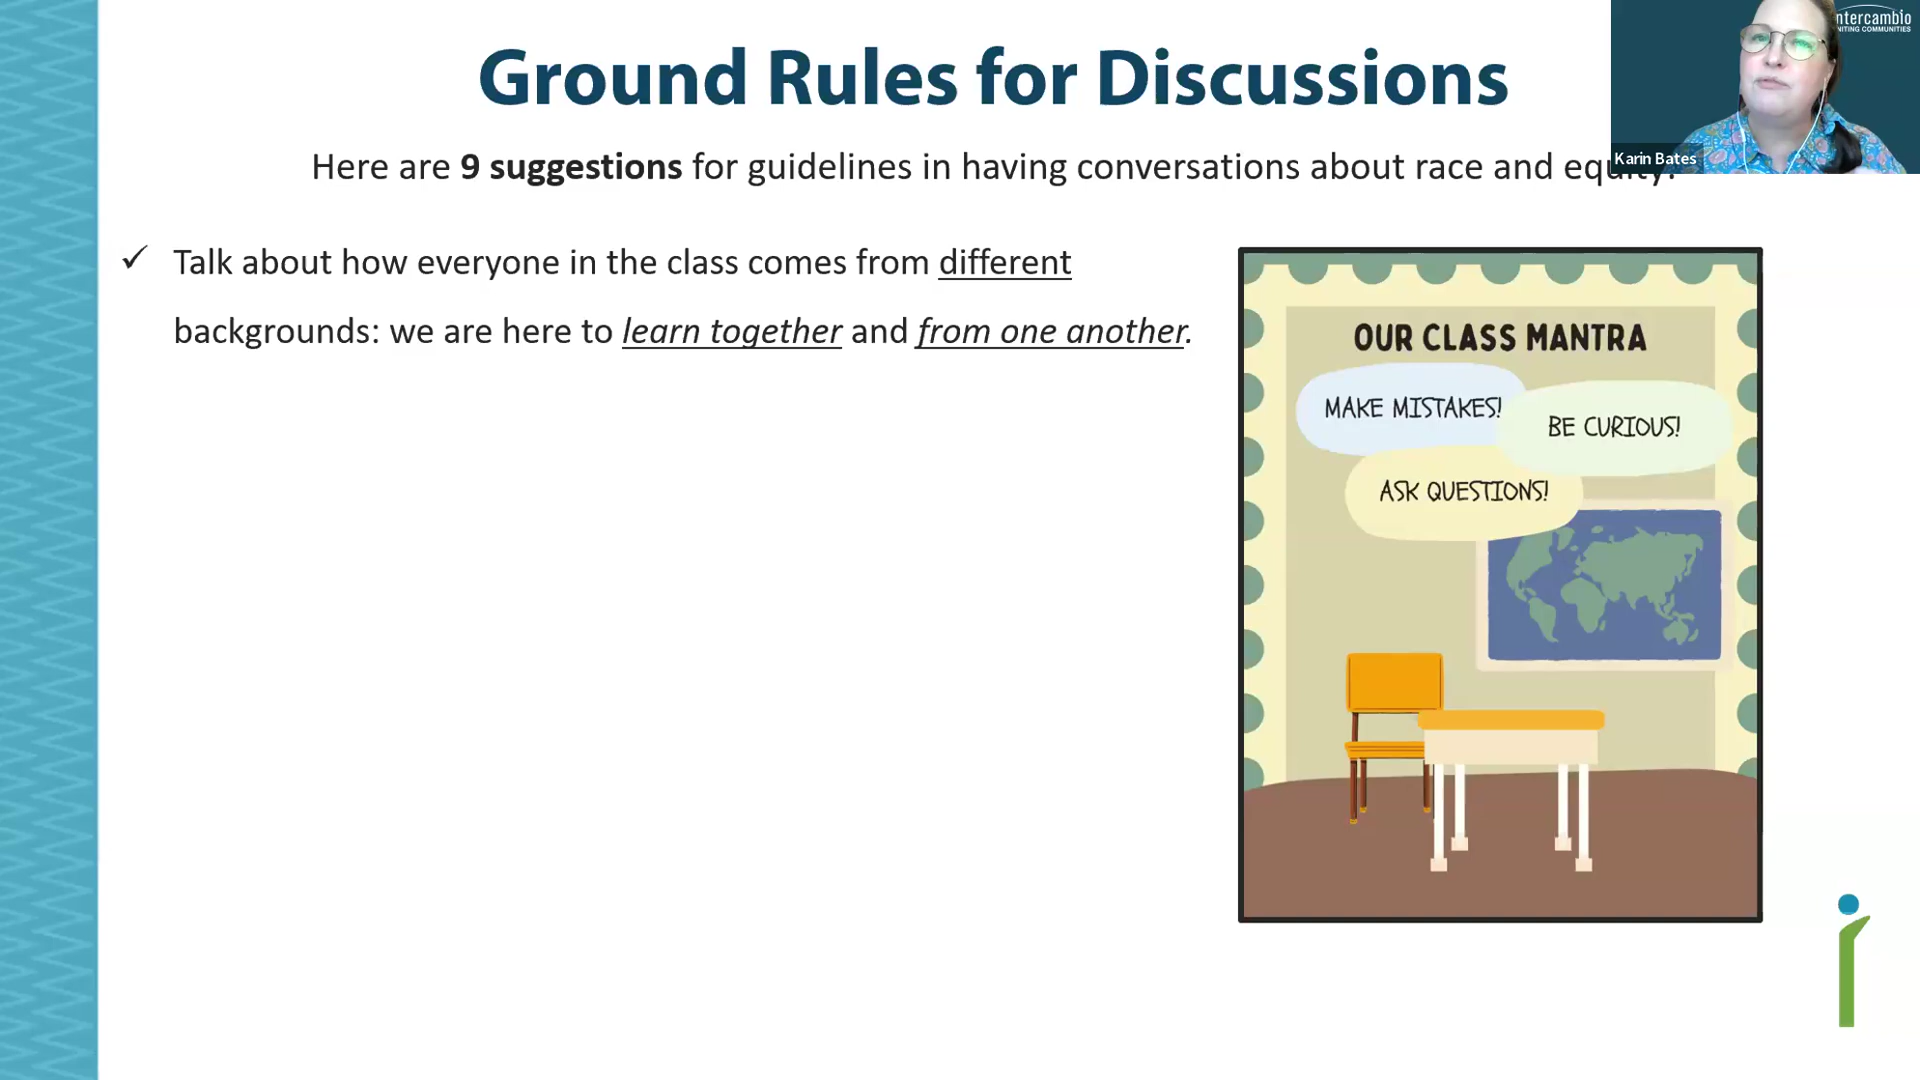 Ground Rules for Discussions
Here are 9 suggestions for guidelines in having conversations about race and equity:
ntercambio
NITING COMMUNITIES
Karin Bates
✓ Talk about how everyone in the class comes from different
backgrounds: we are here to learn together and from one another.
OUR CLASS MANTRA
MAKE MISTAKES!
BE CURIOUS!
ASK QUESTIONS!